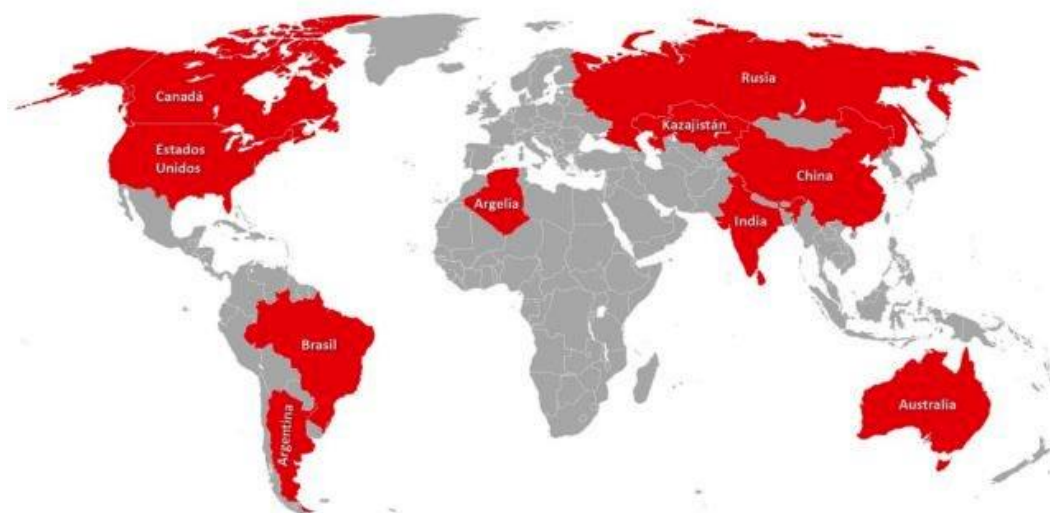 Canadá
Rusia
Estados
Unidos
Kazajistán
China
Argelia
India
Brasil
Australia
Argentina